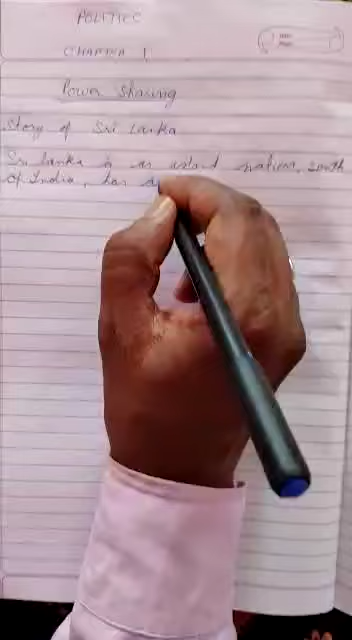 POLITICS
CHAPTER 1
Power Sharing
Story of Sri Lanka
Sri Lanka is an island nation, South
of India, has a